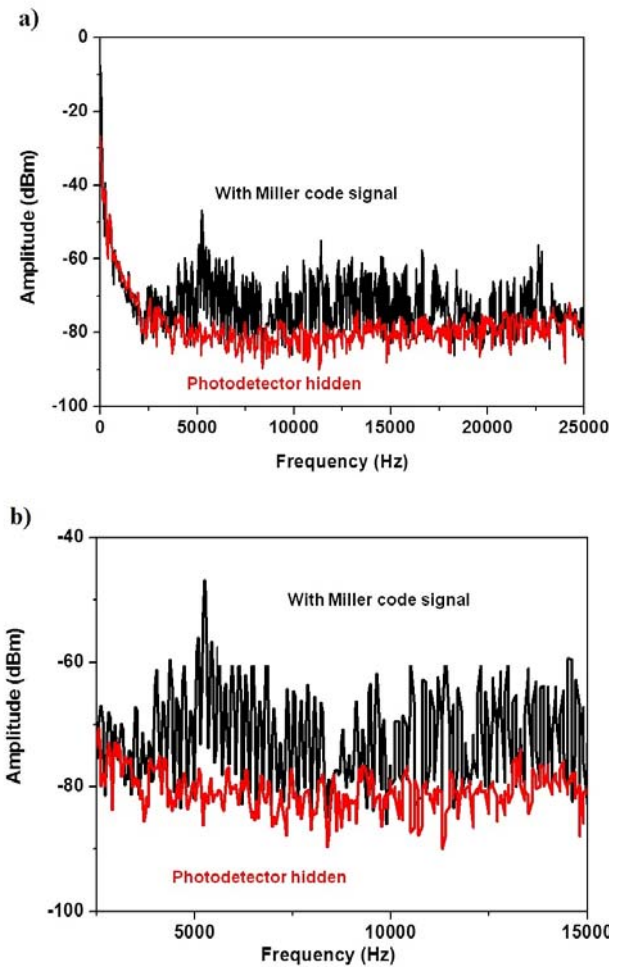 a)
0
-20
-40
-60
-80
-100
Amplitude (dBm)
With Miller code signal
Photodetector hidden
0 5000 10000 15000 20000 25000
Frequency (Hz)
b)
-40
-60
-80
-100
Amplitude (dBm)
With Miller code signal
Photodetector hidden
5000 10000 15000
Frequency (Hz)